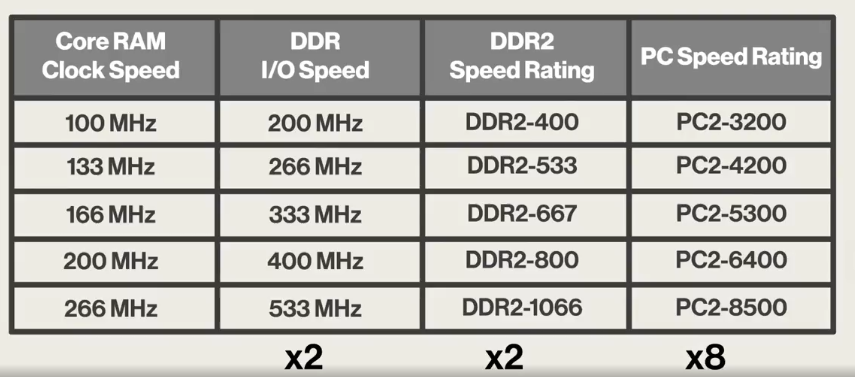 Core RAM Clock Speed DDR I/O Speed DDR2 Speed Rating PC Speed Rating
100 MHz 200 MHz DDR2-400 PC2-3200
133 MHz 266 MHz DDR2-533 PC2-4200
166 MHz 333 MHz DDR2-667 PC2-5300
200 MHz 400 MHz DDR2-800 PC2-6400
266 MHz 533 MHz DDR2-1066 PC2-8500
x2 x2 x8